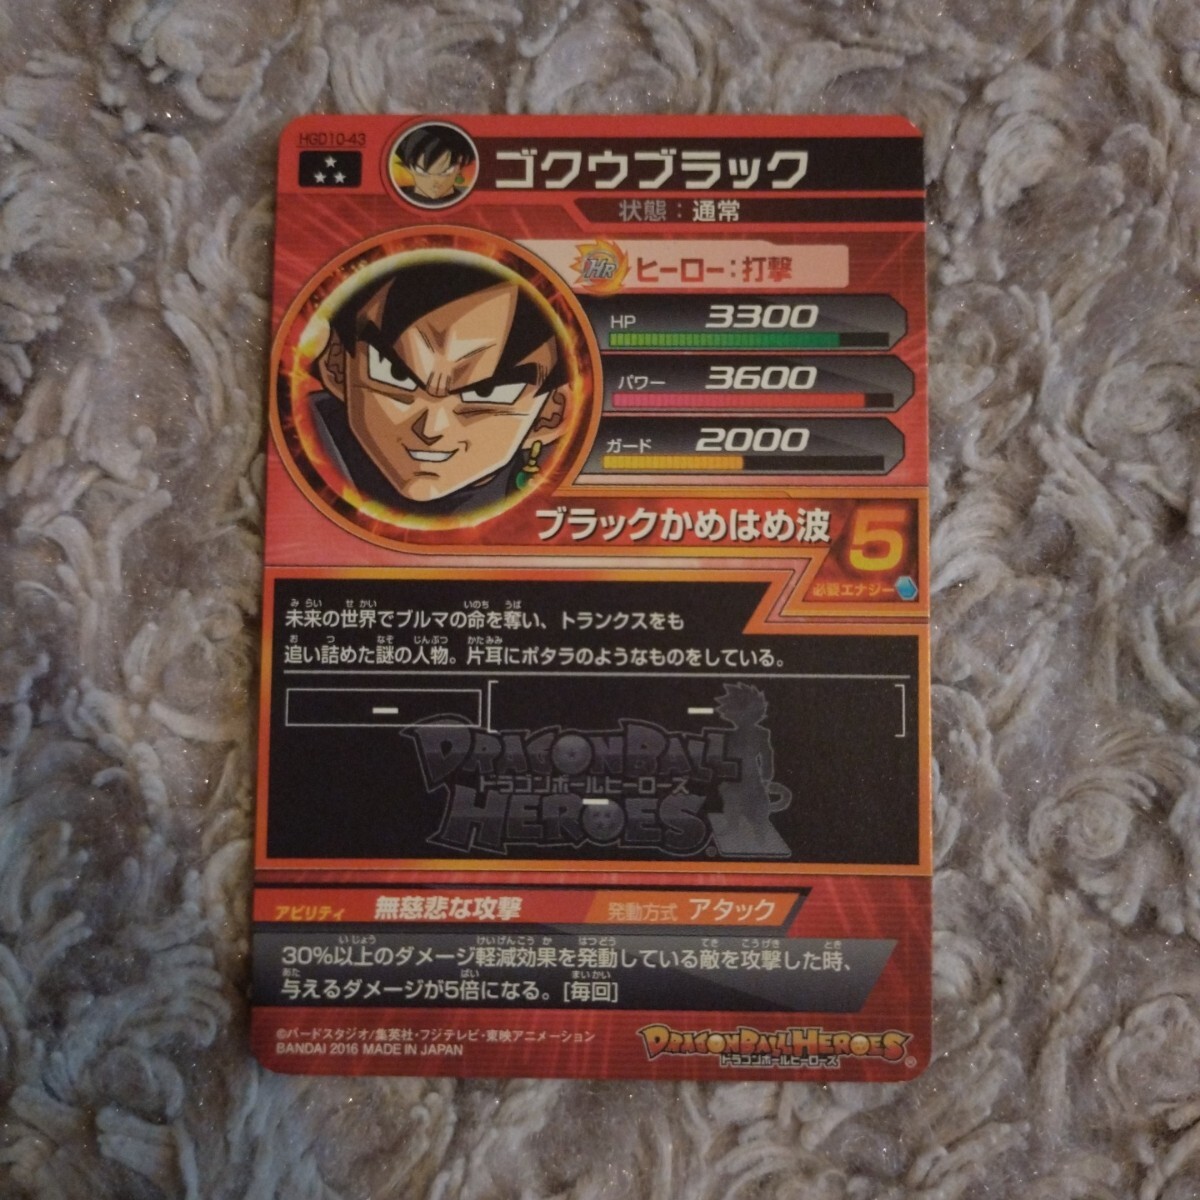 HGD10-43
ゴクウブラック
状態：通常
HR ヒーロー：打撃
HP 3300
パワー 3600
ガード 2000
ブラックかめはめ波 5
必要エナジー
未来の世界でブルマの命を奪い、トランクスをも
追い詰めた謎の人物。片耳にポタラのようなものをしている。
DRAGONBALL
ドラゴンボールヒーローズ
HEROES
アビリティ 無慈悲な攻撃 発動方式 アタック
30%以上のダメージ軽減効果を発動している敵を攻撃した時、
与えるダメージが5倍になる。[毎回]
©バードスタジオ/集英社・フジテレビ・東映アニメーション
BANDAI 2016 MADE IN JAPAN
DRAGONBALL HEROES
ドラゴンボールヒーローズ